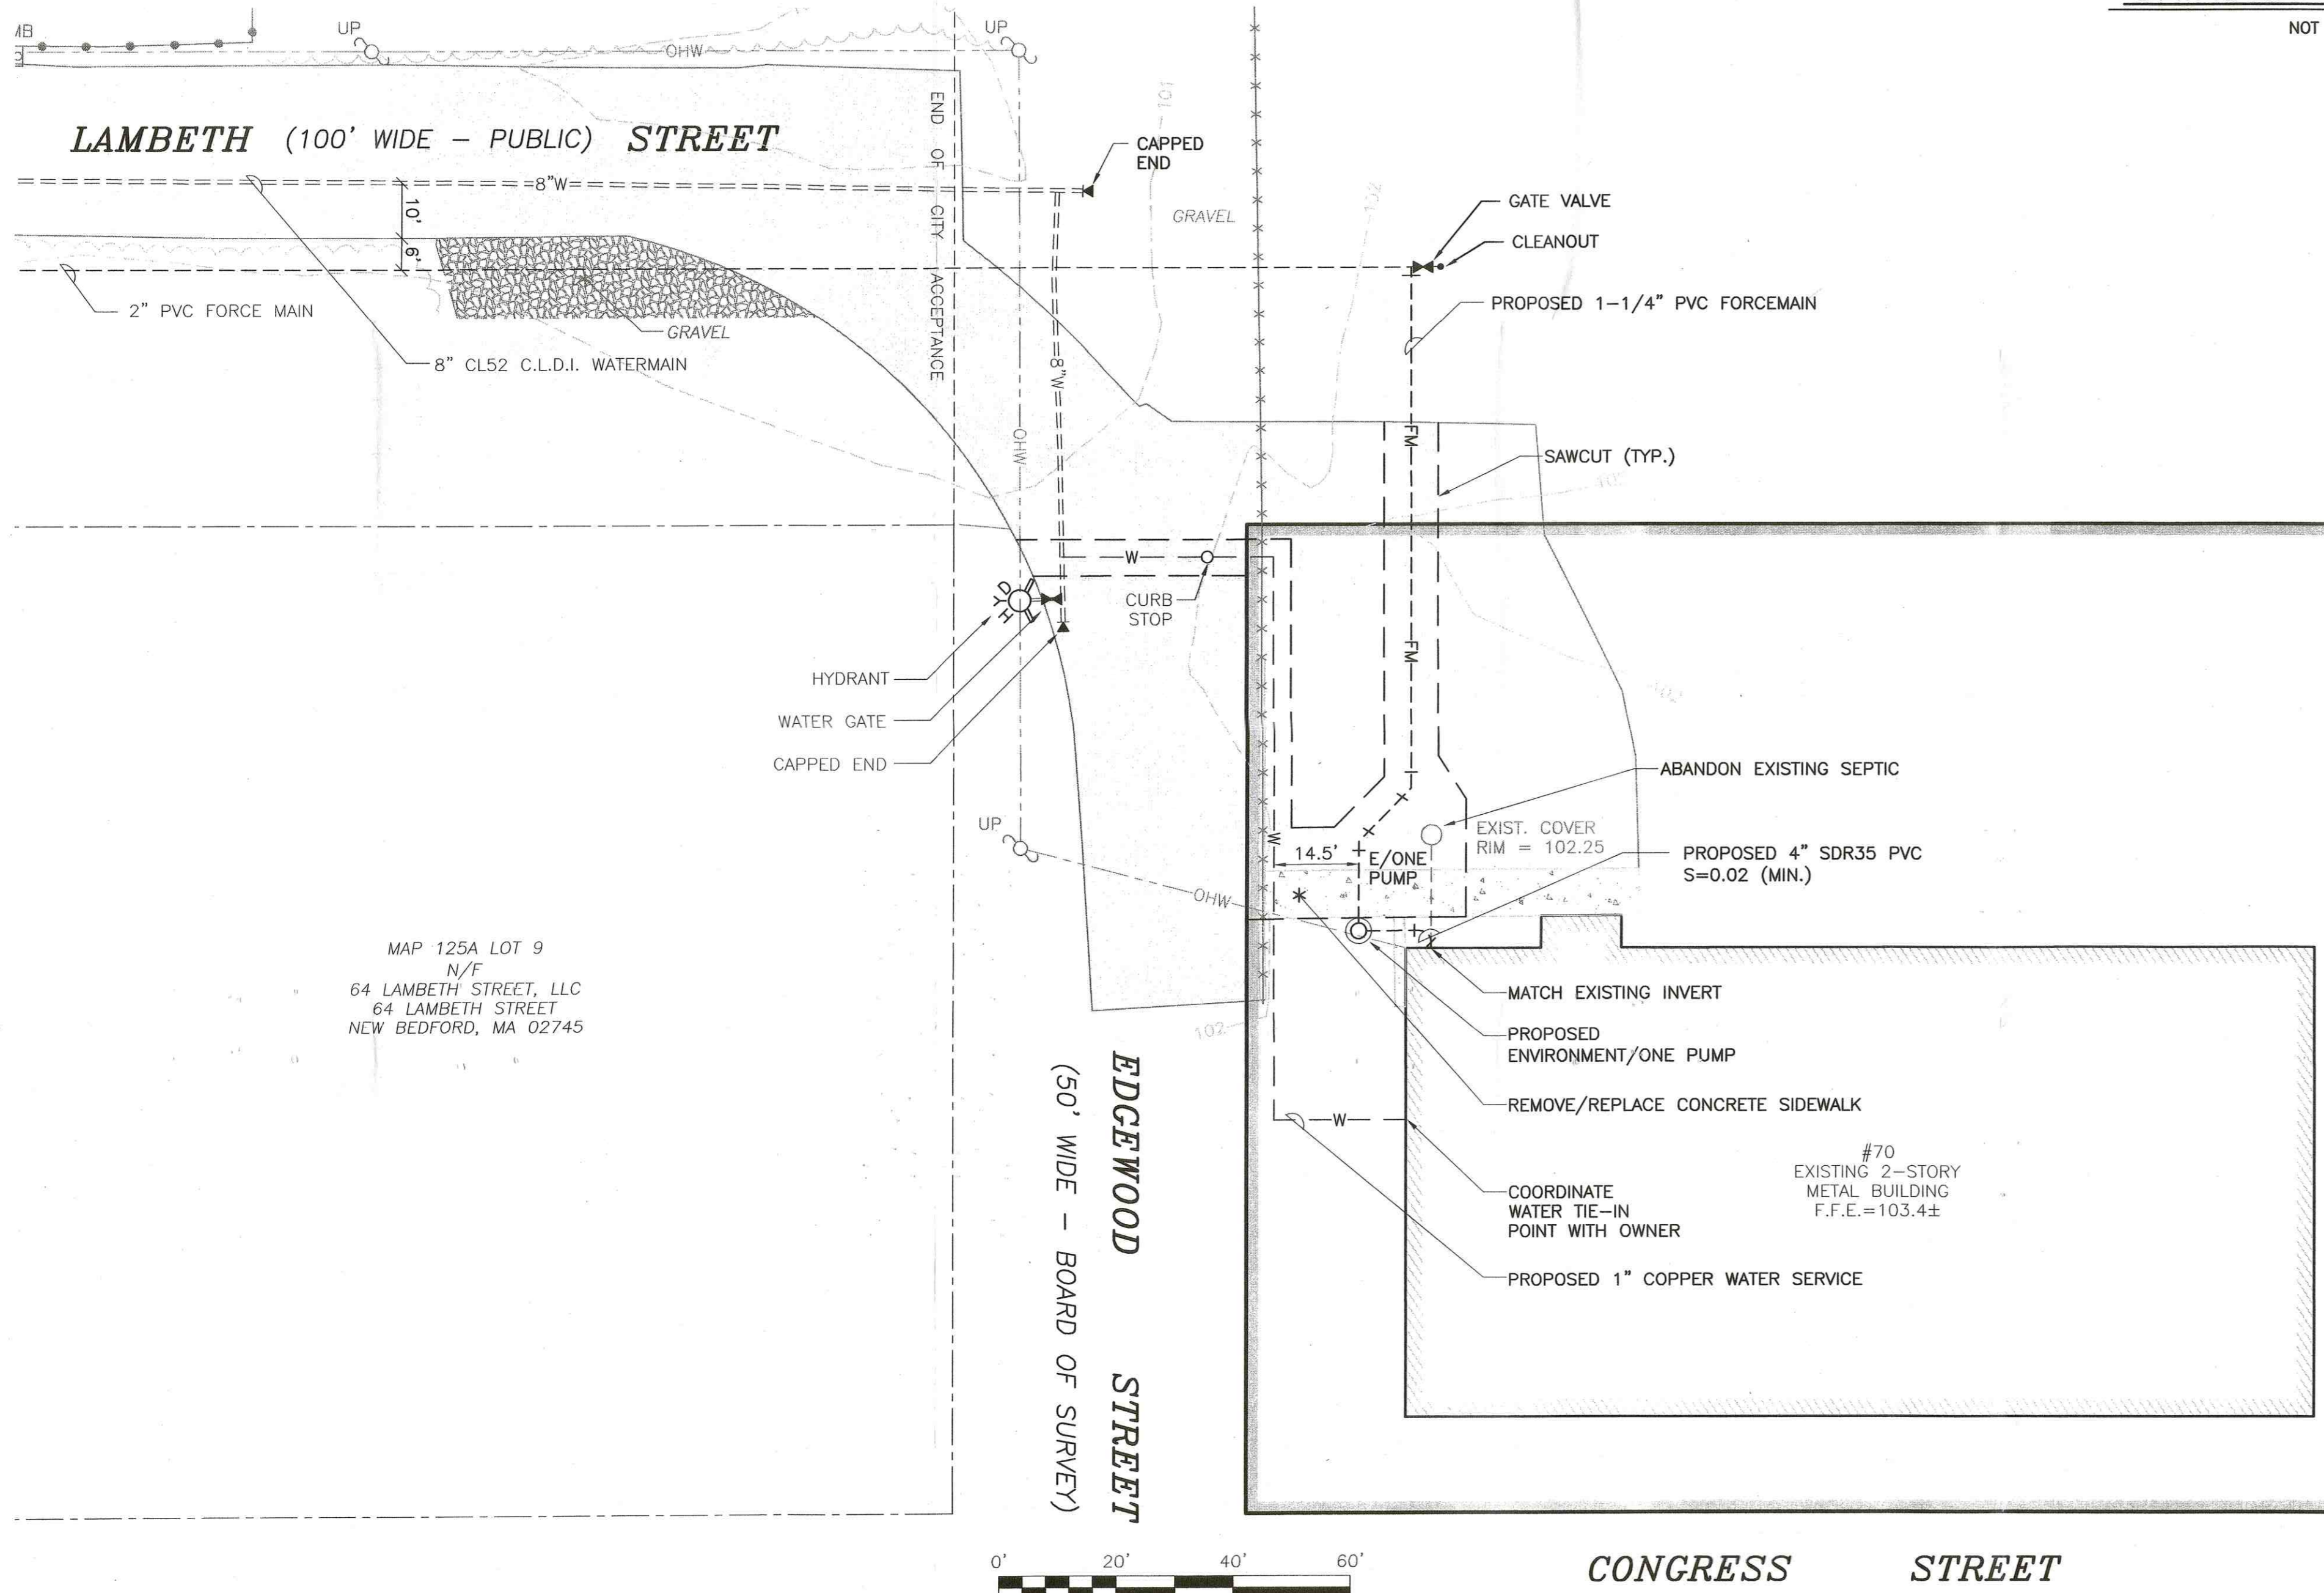 NOT
UP
UP
OHW
LAMBETH (100' WIDE – PUBLIC) STREET
END OF CITY ACCEPTANCE
101
CAPPED
END
8"W
102
GRAVEL
GATE VALVE
10'
CLEANOUT
6'
2" PVC FORCE MAIN
PROPOSED 1-1/4" PVC FORCEMAIN
GRAVEL
8" CL52 C.L.D.I. WATERMAIN
8"W
OHW
FM
SAWCUT (TYP.)
W
HYD
CURB
STOP
FM
HYDRANT
WATER GATE
102
CAPPED END
ABANDON EXISTING SEPTIC
UP
W
EXIST. COVER
RIM = 102.25
14.5'
E/ONE
PUMP
PROPOSED 4" SDR35 PVC
S=0.02 (MIN.)
OHW
MAP 125A LOT 9
N/F
64 LAMBETH STREET, LLC
64 LAMBETH STREET
NEW BEDFORD, MA 02745
MATCH EXISTING INVERT
102
PROPOSED
ENVIRONMENT/ONE PUMP
REMOVE/REPLACE CONCRETE SIDEWALK
W
EDGEWOOD STREET
(50' WIDE – BOARD OF SURVEY)
#70
EXISTING 2-STORY
METAL BUILDING
F.F.E.=103.4±
COORDINATE
WATER TIE-IN
POINT WITH OWNER
PROPOSED 1" COPPER WATER SERVICE
0' 20' 40' 60'
CONGRESS STREET